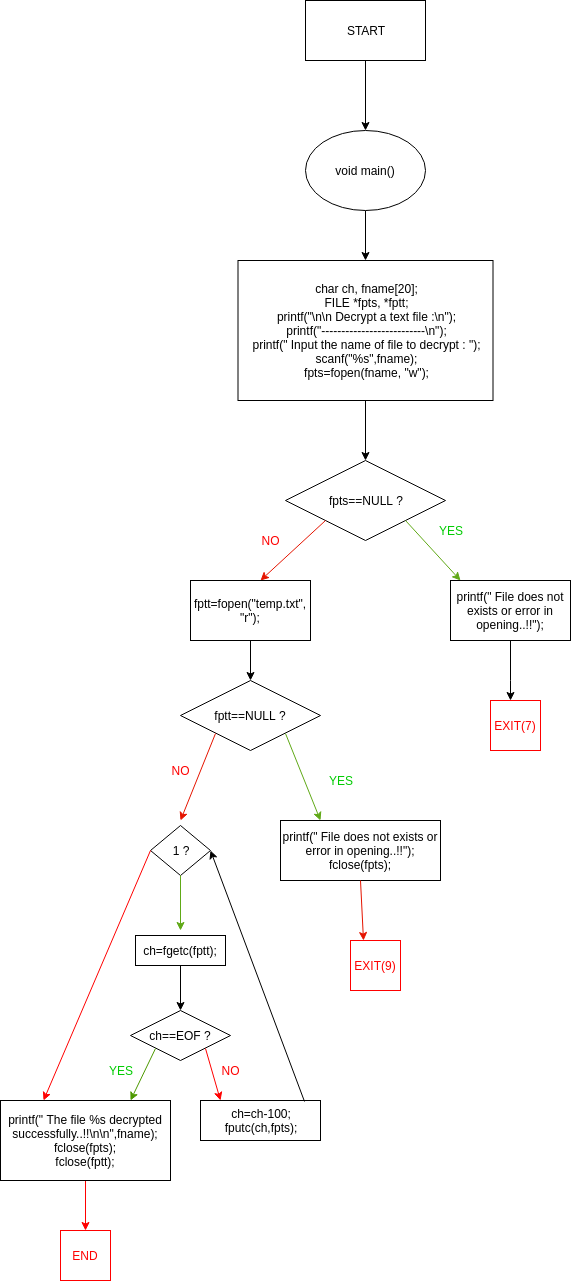 START
void main()
char ch, fname[20];
FILE *fpts, *fptt;
printf("\n\n Decrypt a text file :\n");
printf("--------------------------\n");
printf(" Input the name of file to decrypt : ");
scanf("%s",fname);
fpts=fopen(fname, "w");
fpts==NULL ?
NO
YES
fptt=fopen("temp.txt",
"r");
printf(" File does not
exists or error in
opening..!!");
fptt==NULL ?
EXIT(7)
NO
YES
1 ?
printf(" File does not exists or
error in opening..!!");
fclose(fpts);
ch=fgetc(fptt);
EXIT(9)
ch==EOF ?
YES
NO
printf(" The file %s decrypted
successfully..!!\n\n",fname);
fclose(fpts);
fclose(fptt);
ch=ch-100;
fputc(ch,fpts);
END